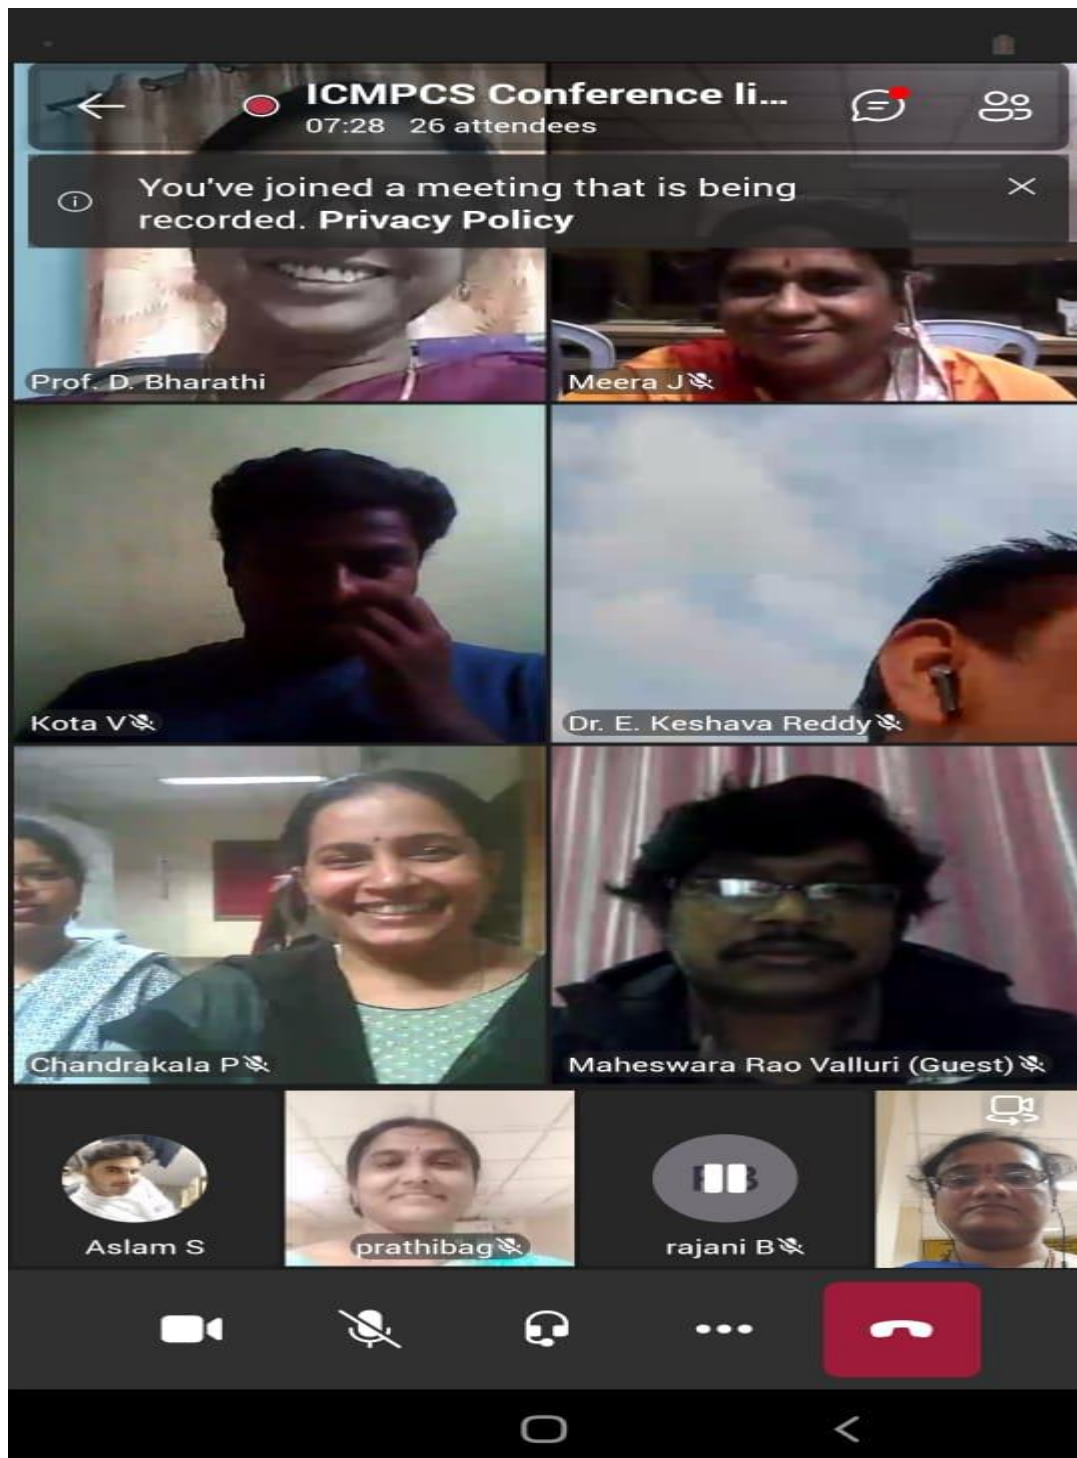 ICMPCS Conference li...
07:28 26 attendees
You've joined a meeting that is being
recorded. Privacy Policy
Prof. D. Bharathi
Meera J
Kota V
Dr. E. Keshava Reddy
Chandrakala P
Maheswara Rao Valluri (Guest)
Aslam S
prathibag
rajani B